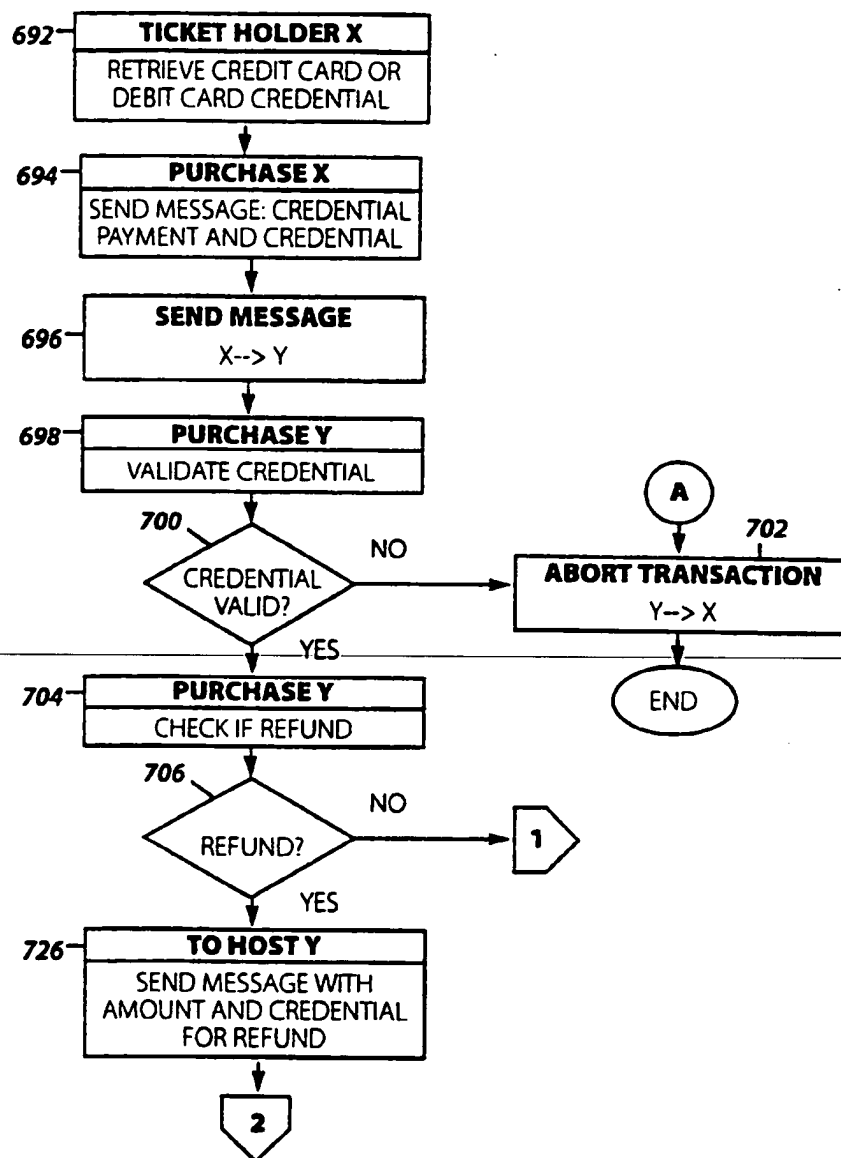 692
TICKET HOLDER X
RETRIEVE CREDIT CARD OR
DEBIT CARD CREDENTIAL
694
PURCHASE X
SEND MESSAGE: CREDENTIAL
PAYMENT AND CREDENTIAL
696
SEND MESSAGE
X--> Y
698
PURCHASE Y
VALIDATE CREDENTIAL
700
CREDENTIAL
VALID?
NO
YES
A
702
ABORT TRANSACTION
Y--> X
END
704
PURCHASE Y
CHECK IF REFUND
706
REFUND?
NO
1
YES
726
TO HOST Y
SEND MESSAGE WITH
AMOUNT AND CREDENTIAL
FOR REFUND
2